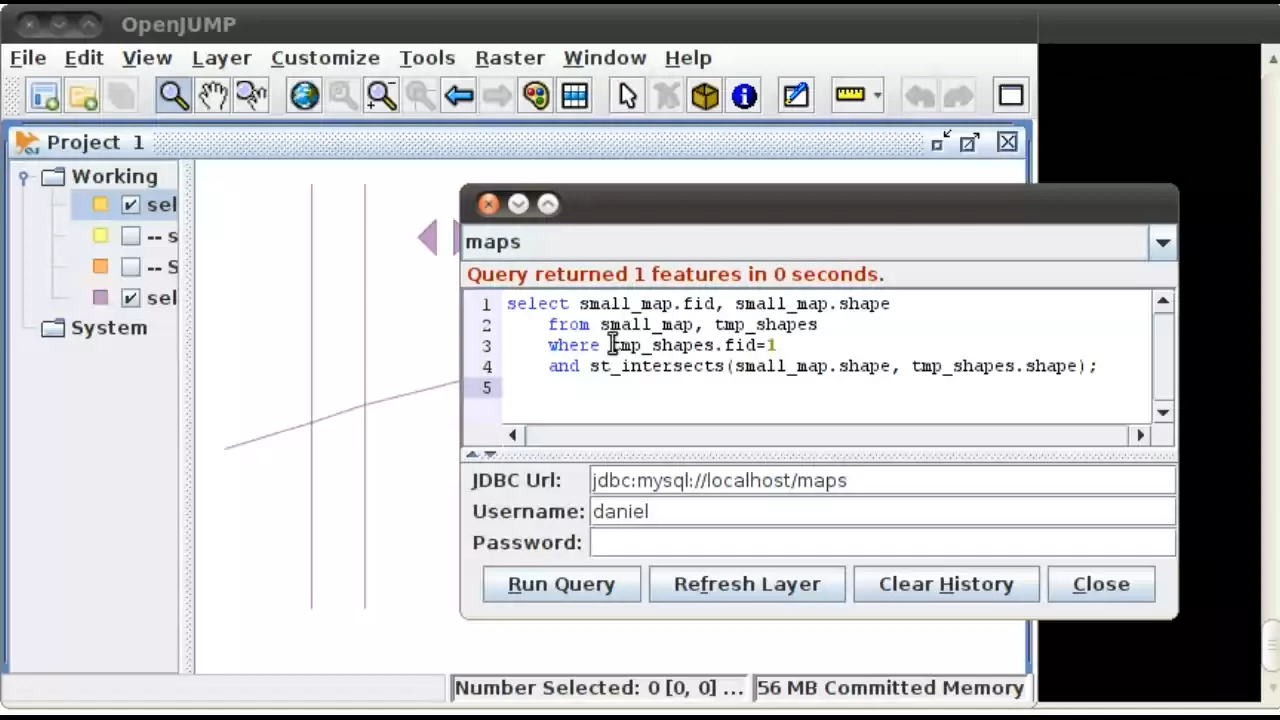 OpenJUMP
File Edit View Layer Customize Tools Raster Window Help
Project 1
Working
sel
-- s
-- S
sel
System
maps
Query returned 1 features in 0 seconds.
1 select small_map.fid, small_map.shape
2 from small_map, tmp_shapes
3 where tmp_shapes.fid=1
4 and st_intersects(small_map.shape, tmp_shapes.shape);
5
JDBC Url: jdbc:mysql://localhost/maps
Username: daniel
Password:
Run Query Refresh Layer Clear History Close
Number Selected: 0 [0, 0] ... 56 MB Committed Memory